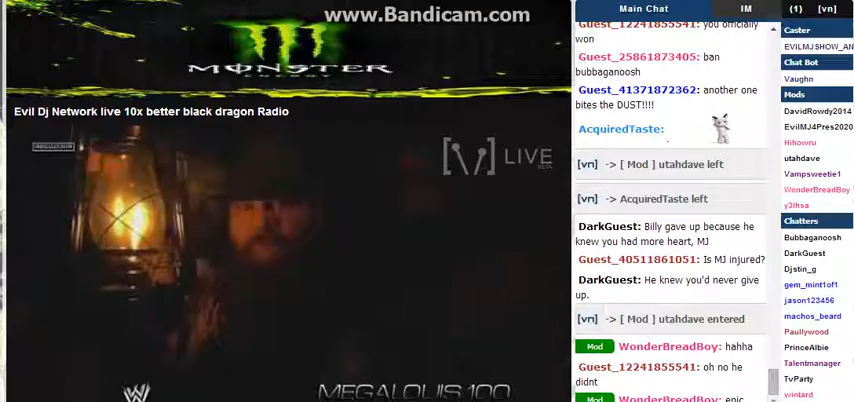 www.Bandicam.com
MONSTER
ENERGY
Evil Dj Network live 10x better black dragon Radio
LIVE
BETA
MEGALOUIS100
Main Chat
IM
Guest_12241855541: you officially
won
Guest_25861873405: ban
bubbaganoosh
Guest_41371872362: another one
bites the DUST!!!!
AcquiredTaste:
[vn] -> [ Mod ] utahdave left
[vn] -> AcquiredTaste left
DarkGuest: Billy gave up because he
knew you had more heart, MJ
Guest_40511861051: Is MJ injured?
DarkGuest: He knew you'd never give
up.
[vn] -> [ Mod ] utahdave entered
Mod WonderBreadBoy: hahha
Guest_12241855541: oh no he
didnt
Mod WonderBreadBoy: epic
(1) [vn]
Caster
EVILMJSHOW_AN
Chat Bot
Vaughn
Mods
DavidRowdy2014
EvilMJ4Pres2020
Hihowru
utahdave
Vampsweetie1
WonderBreadBoy
y3lhsa
Chatters
Bubbaganoosh
DarkGuest
Djstin_g
gem_mint1of1
jason123456
machos_beard
Paullywood
PrinceAlbie
Talentmanager
TvParty
wintard